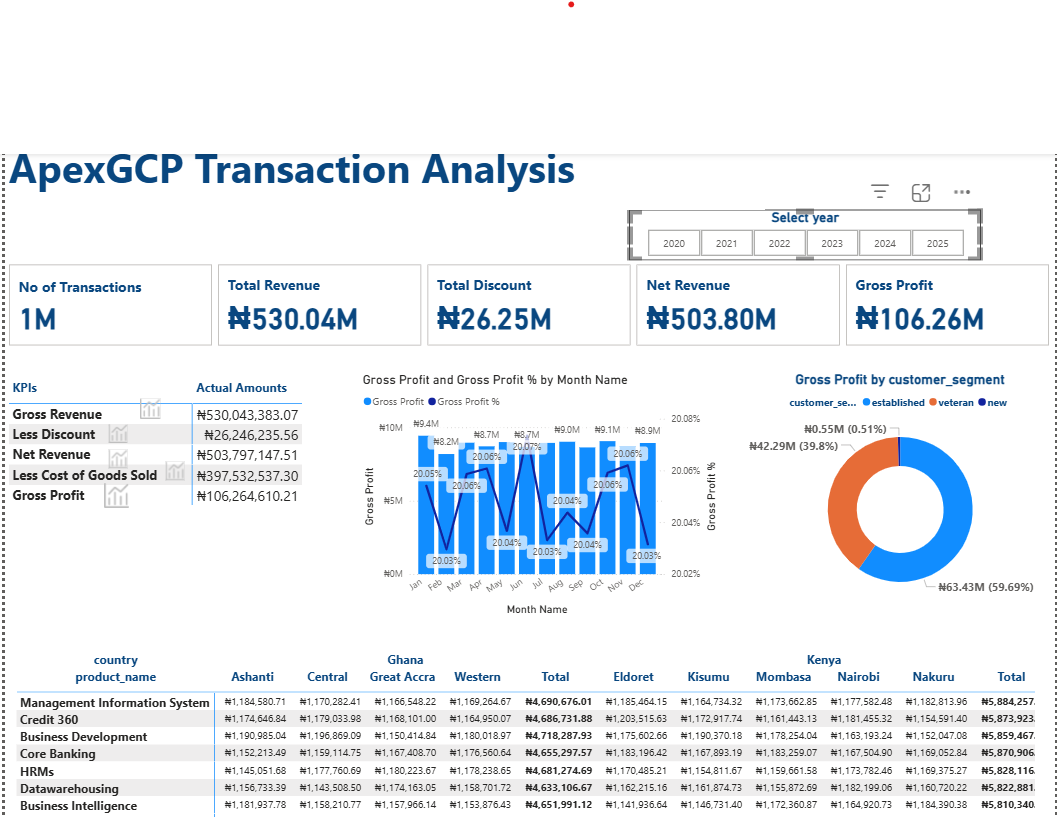 ApexGCP Transaction Analysis
Select year
2020 2021 2022 2023 2024 2025
No of Transactions
1M
Total Revenue
₦530.04M
Total Discount
₦26.25M
Net Revenue
₦503.80M
Gross Profit
₦106.26M
KPIs Actual Amounts
Gross Revenue ₦530,043,383.07
Less Discount ₦26,246,235.56
Net Revenue ₦503,797,147.51
Less Cost of Goods Sold ₦397,532,537.30
Gross Profit ₦106,264,610.21
Gross Profit and Gross Profit % by Month Name
Gross Profit Gross Profit %
₦10M
₦5M
₦0M
Gross Profit
₦9.4M ₦8.2M ₦8.7M ₦8.7M ₦9.0M ₦9.1M ₦8.9M
20.05% 20.03% 20.06% 20.06% 20.04% 20.07% 20.03% 20.04% 20.04% 20.06% 20.06% 20.03%
20.08%
20.06%
20.04%
20.02%
Gross Profit %
Jan Feb Mar Apr May Jun Jul Aug Sep Oct Nov Dec
Month Name
Gross Profit by customer_segment
customer_se... established veteran new
₦0.55M (0.51%)
₦42.29M (39.8%)
₦63.43M (59.69%)
country Ghana Kenya
product_name Ashanti Central Great Accra Western Total Eldoret Kisumu Mombasa Nairobi Nakuru Total
Management Information System ₦1,184,580.71 ₦1,170,282.41 ₦1,166,548.22 ₦1,169,264.67 ₦4,690,676.01 ₦1,185,464.15 ₦1,164,734.32 ₦1,173,662.85 ₦1,177,582.48 ₦1,182,813.96 ₦5,884,257.
Credit 360 ₦1,174,646.84 ₦1,179,033.98 ₦1,168,101.00 ₦1,164,950.07 ₦4,686,731.88 ₦1,203,515.63 ₦1,172,917.74 ₦1,161,443.13 ₦1,181,455.32 ₦1,154,591.40 ₦5,873,923.
Business Development ₦1,190,985.04 ₦1,196,869.09 ₦1,150,414.84 ₦1,180,018.97 ₦4,718,287.93 ₦1,175,602.66 ₦1,190,370.18 ₦1,178,254.04 ₦1,163,193.24 ₦1,152,047.08 ₦5,859,467.
Core Banking ₦1,152,213.49 ₦1,159,114.75 ₦1,167,408.70 ₦1,176,560.64 ₦4,655,297.57 ₦1,183,196.42 ₦1,167,893.19 ₦1,183,259.07 ₦1,167,504.90 ₦1,169,052.84 ₦5,870,906.
HRMs ₦1,145,051.68 ₦1,177,760.69 ₦1,180,223.67 ₦1,178,238.65 ₦4,681,274.69 ₦1,170,485.21 ₦1,154,811.67 ₦1,159,661.58 ₦1,173,782.46 ₦1,169,375.27 ₦5,828,116.
Datawarehousing ₦1,156,733.39 ₦1,143,508.50 ₦1,174,163.05 ₦1,158,701.72 ₦4,633,106.67 ₦1,162,215.16 ₦1,161,874.73 ₦1,155,872.69 ₦1,182,199.06 ₦1,160,720.22 ₦5,822,881.
Business Intelligence ₦1,181,937.78 ₦1,158,210.77 ₦1,157,966.14 ₦1,153,876.43 ₦4,651,991.12 ₦1,141,936.64 ₦1,146,731.40 ₦1,172,360.87 ₦1,164,920.73 ₦1,184,390.38 ₦5,810,340.